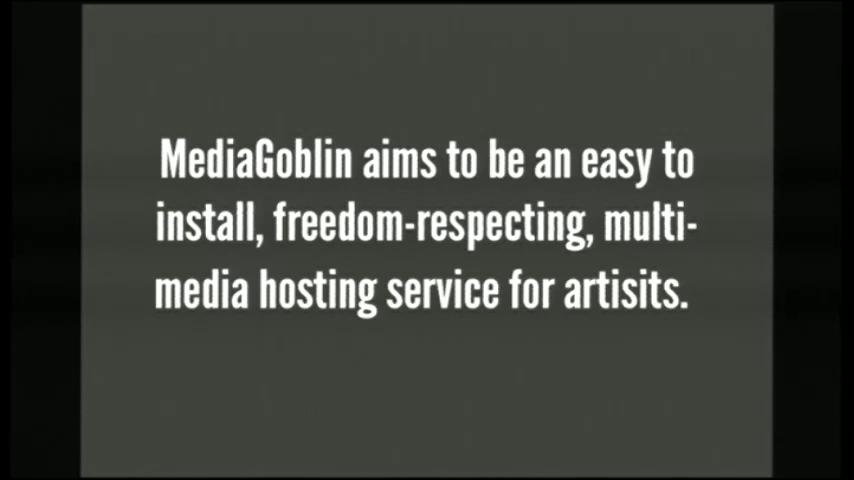 MediaGoblin aims to be an easy to
install, freedom-respecting, multi-
media hosting service for artisits.